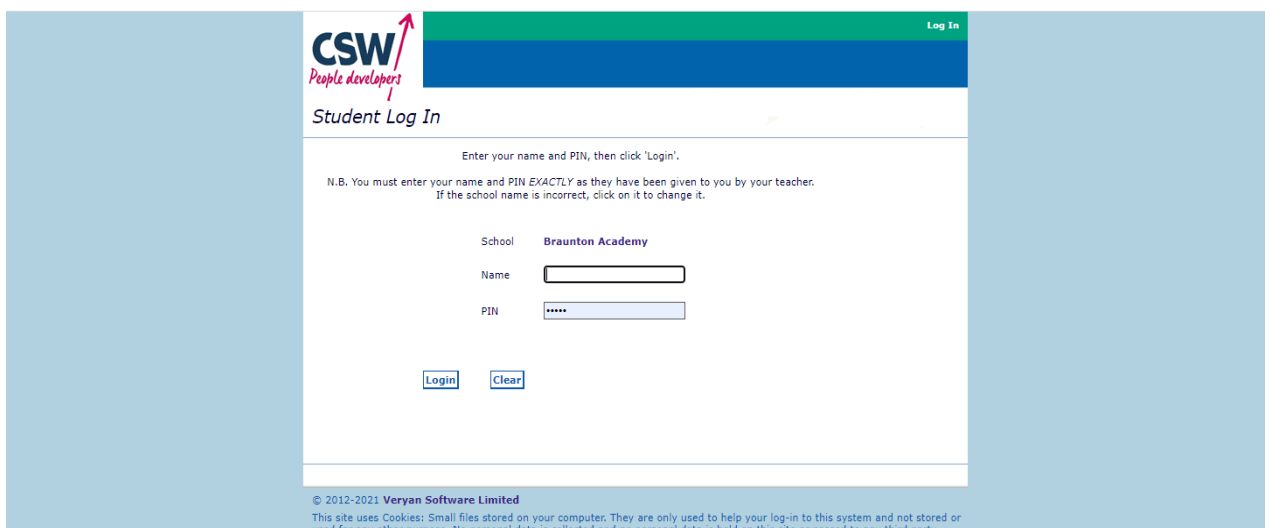 Log In
CSW
People developers
Student Log In
Enter your name and PIN, then click 'Login'.
N.B. You must enter your name and PIN EXACTLY as they have been given to you by your teacher.
If the school name is incorrect, click on it to change it.
School Braunton Academy
Name
PIN •••••
Login Clear
© 2012-2021 Veryan Software Limited
This site uses Cookies: Small files stored on your computer. They are only used to help your log-in to this system and not stored or